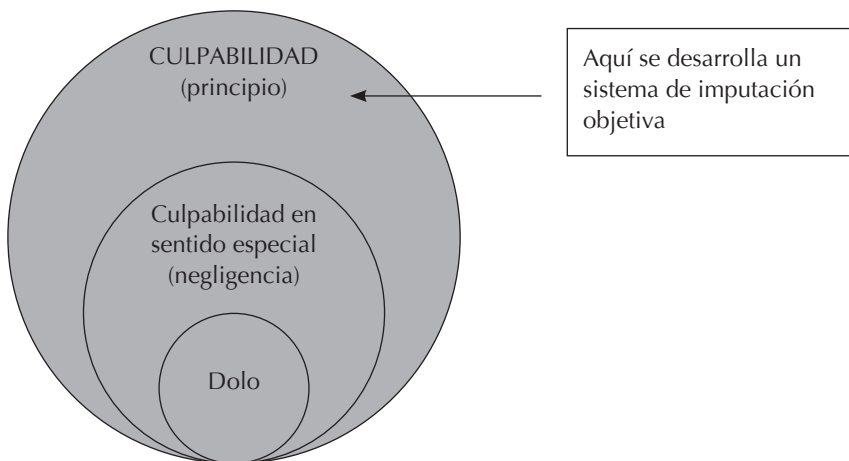 CULPABILIDAD
(principio)
Aquí se desarrolla un
sistema de imputación
objetiva
Culpabilidad en
sentido especial
(negligencia)
Dolo